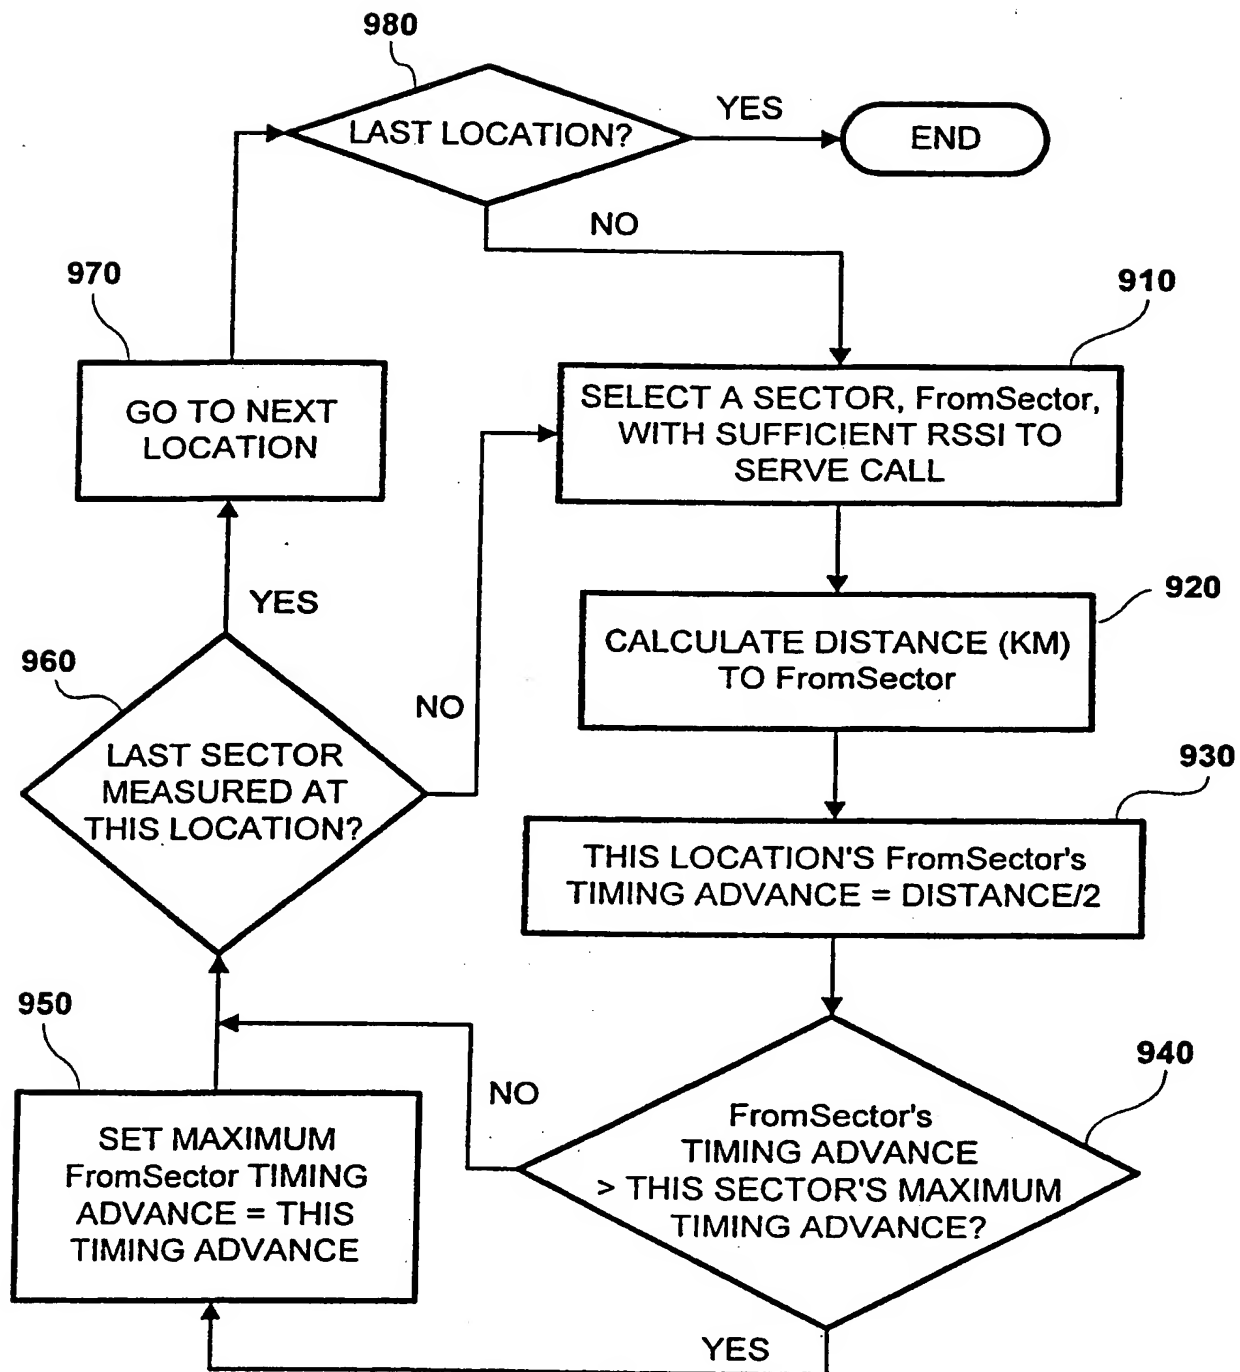 980
LAST LOCATION?
YES
END
NO
970
GO TO NEXT
LOCATION
910
SELECT A SECTOR, FromSector,
WITH SUFFICIENT RSSI TO
SERVE CALL
YES
920
CALCULATE DISTANCE (KM)
TO FromSector
960
NO
LAST SECTOR
MEASURED AT
THIS LOCATION?
930
THIS LOCATION'S FromSector's
TIMING ADVANCE = DISTANCE/2
950
SET MAXIMUM
FromSector TIMING
ADVANCE = THIS
TIMING ADVANCE
NO
940
FromSector's
TIMING ADVANCE
> THIS SECTOR'S MAXIMUM
TIMING ADVANCE?
YES